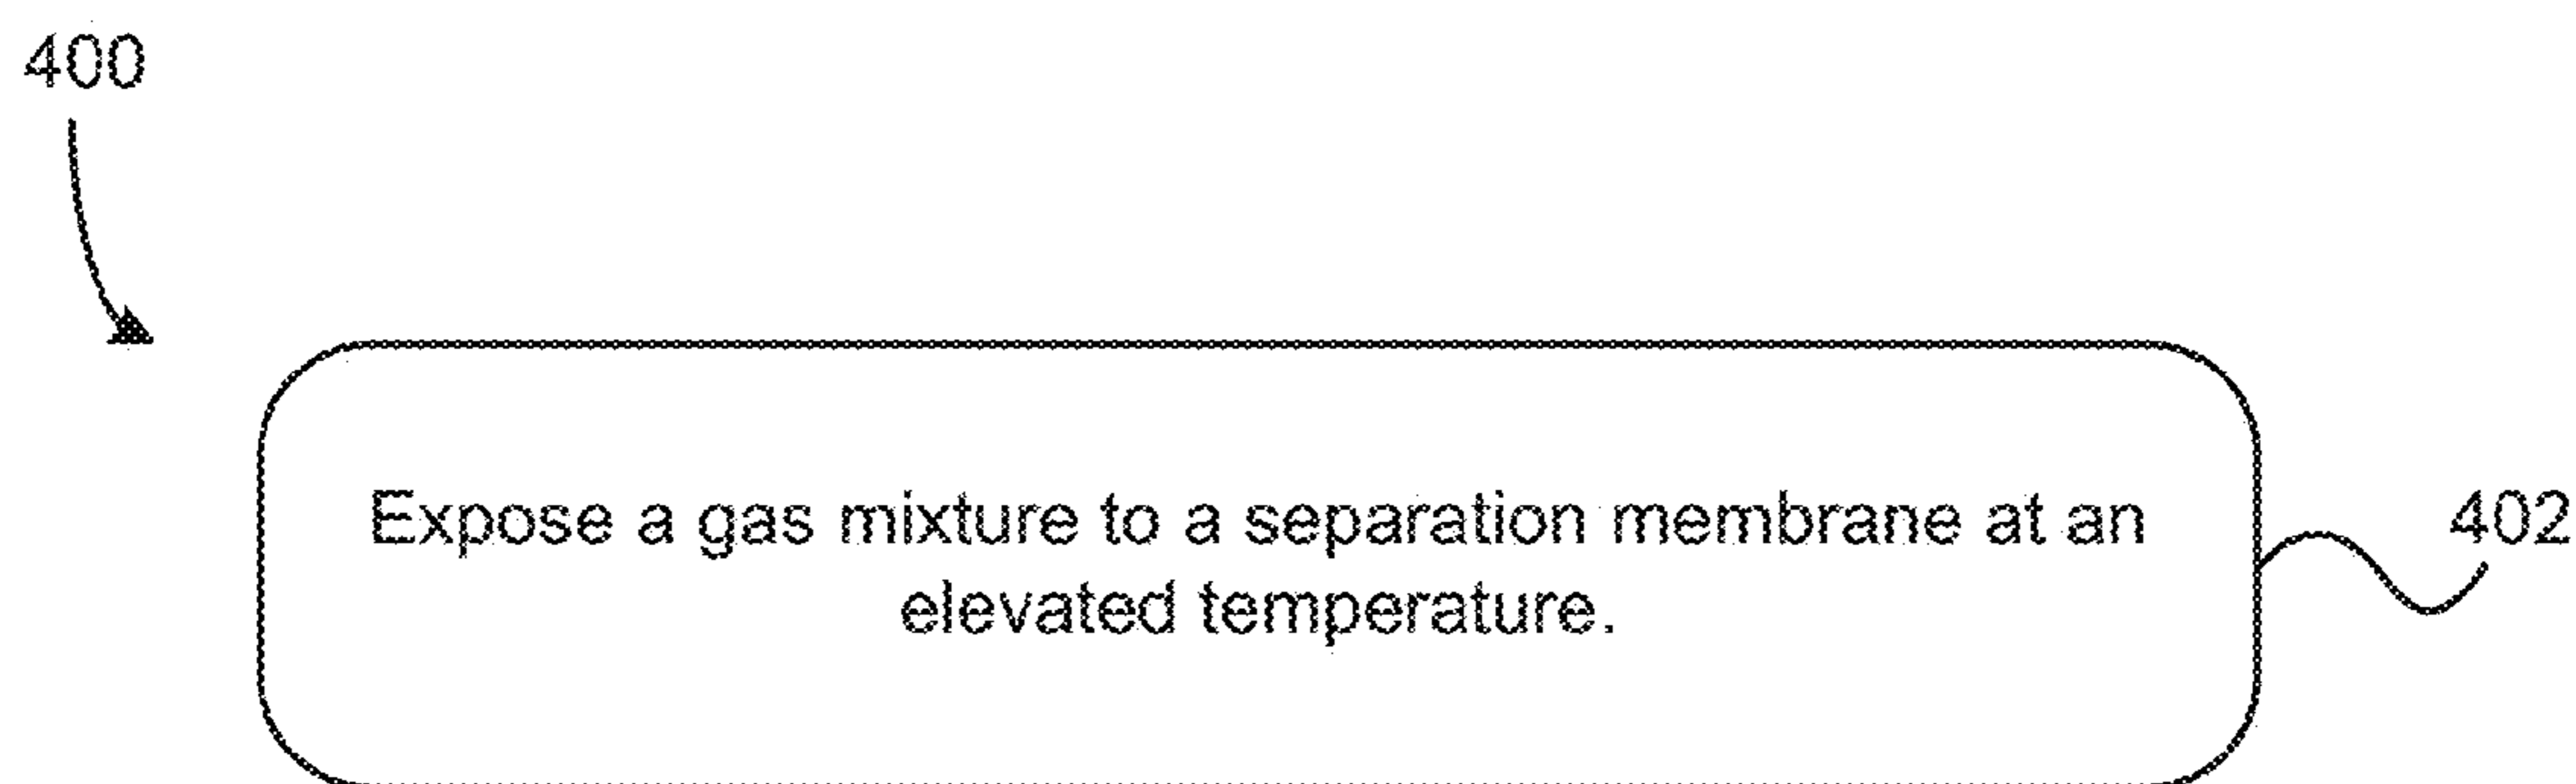 400
Expose a gas mixture to a separation membrane at an
elevated temperature.
402